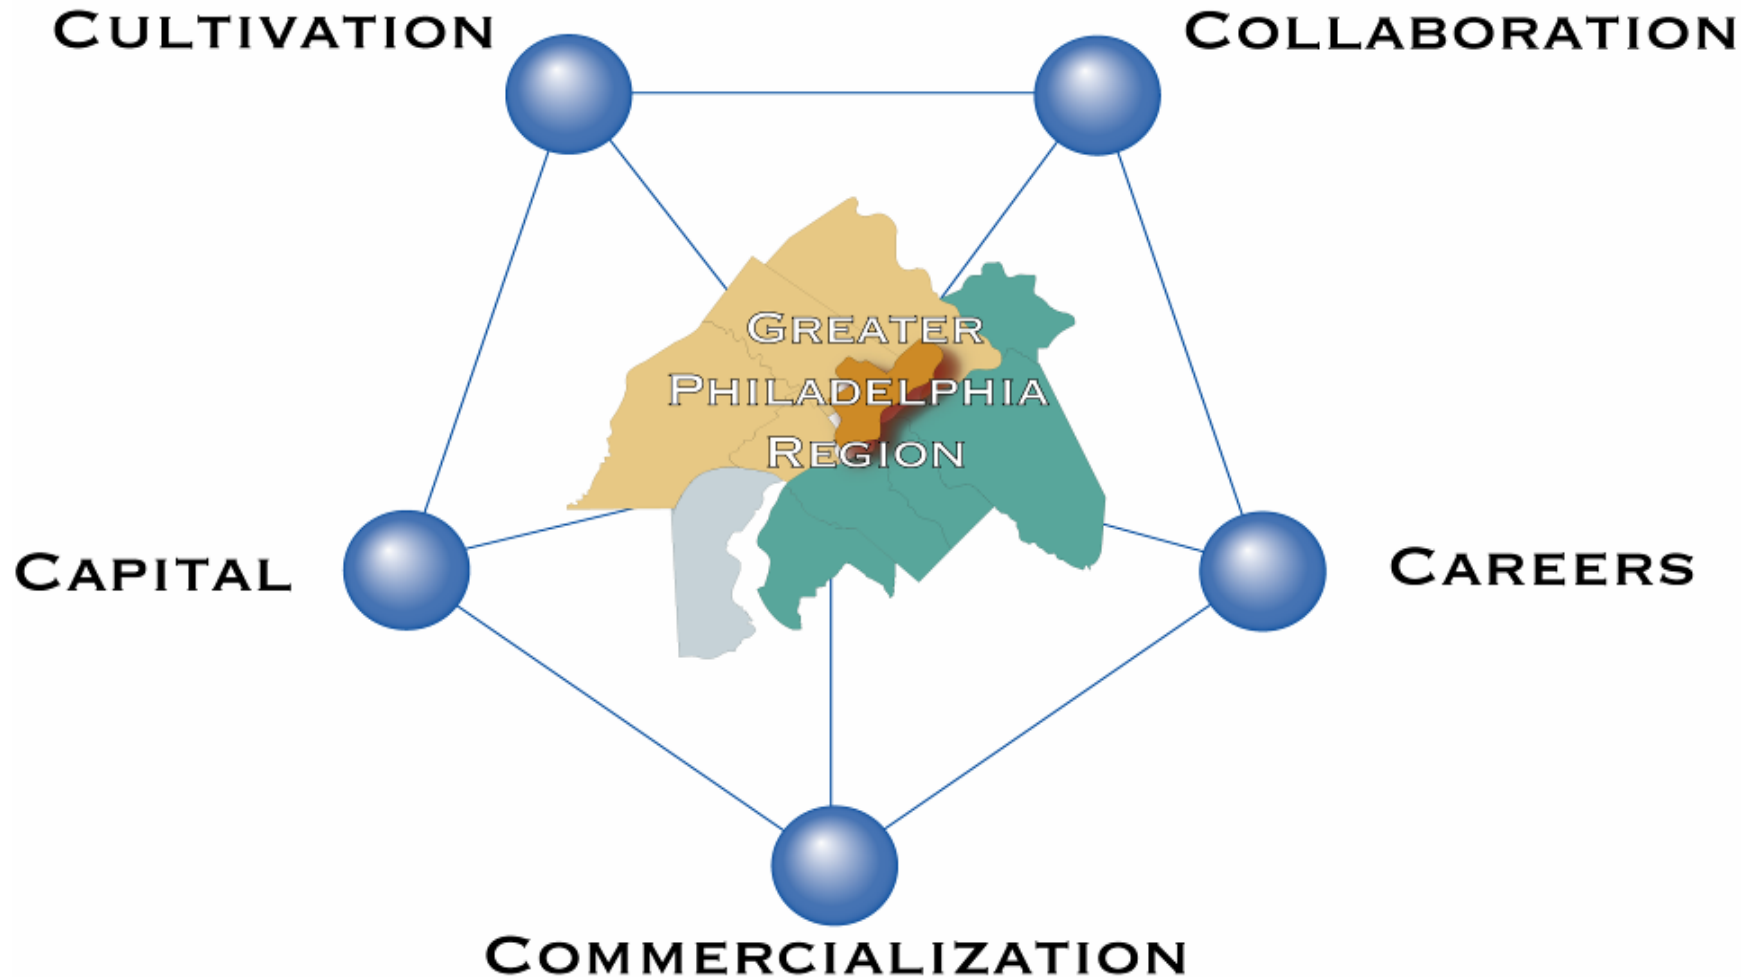 CULTIVATION
COLLABORATION
GREATER
PHILADELPHIA
REGION
CAPITAL
CAREERS
COMMERCIALIZATION